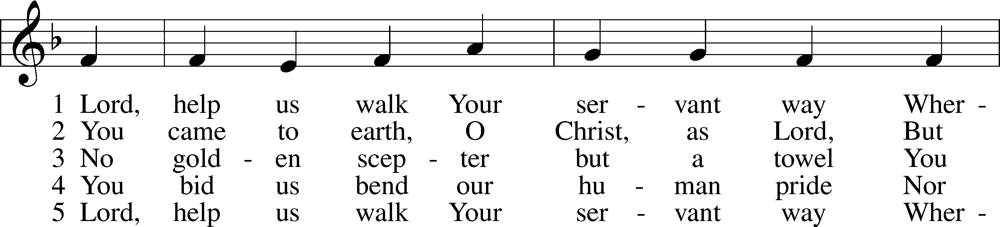 1 Lord, help us walk Your ser - vant way Wher -
2 You came to earth, O Christ, as Lord, But
3 No gold - en scep - ter but a towel You
4 You bid us bend our hu - man pride Nor
5 Lord, help us walk Your ser - vant way Wher -